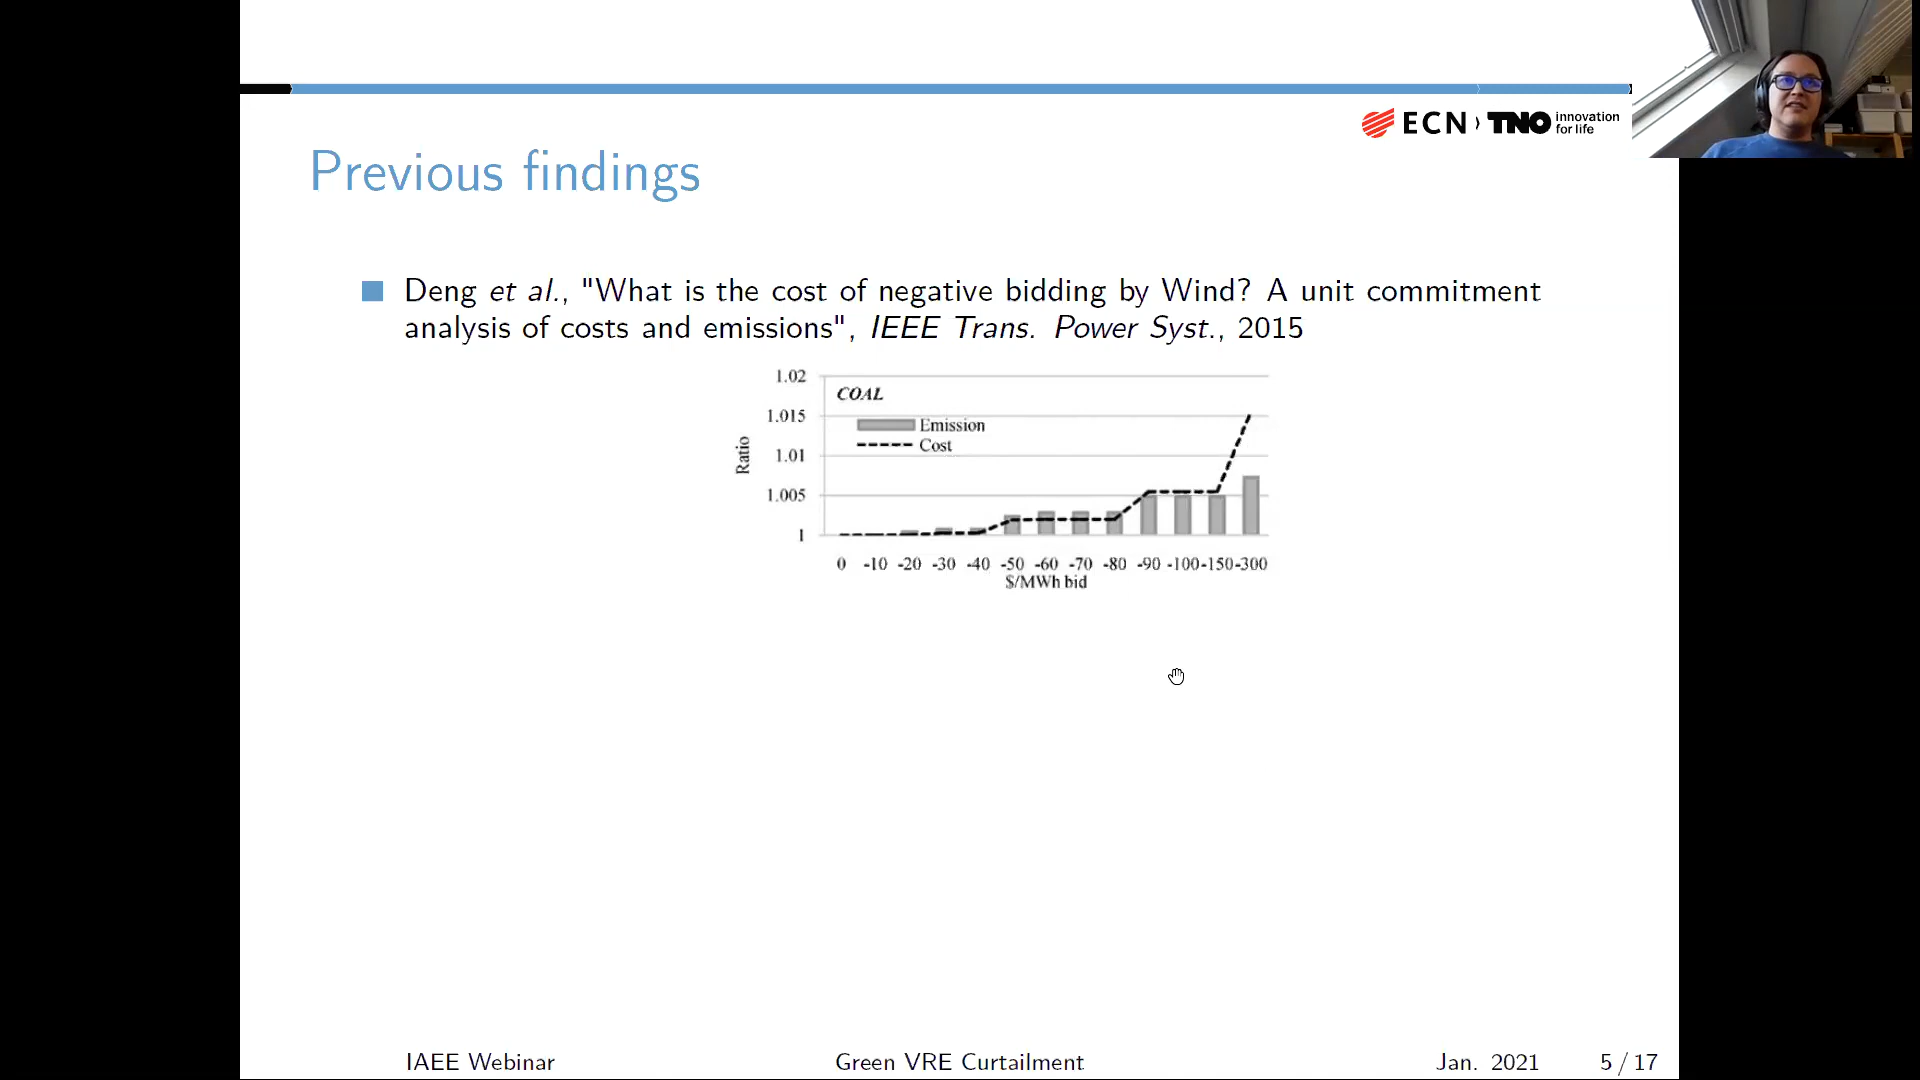 ECN › TNO innovation
for life
Previous findings
Deng et al., "What is the cost of negative bidding by Wind? A unit commitment
analysis of costs and emissions", IEEE Trans. Power Syst., 2015
1.02
COAL
1.015
Emission
Cost
Ratio
1.01
1.005
1
0 -10 -20 -30 -40 -50 -60 -70 -80 -90 -100 -150 -300
$/MWh bid
IAEE Webinar Green VRE Curtailment Jan. 2021 5 / 17